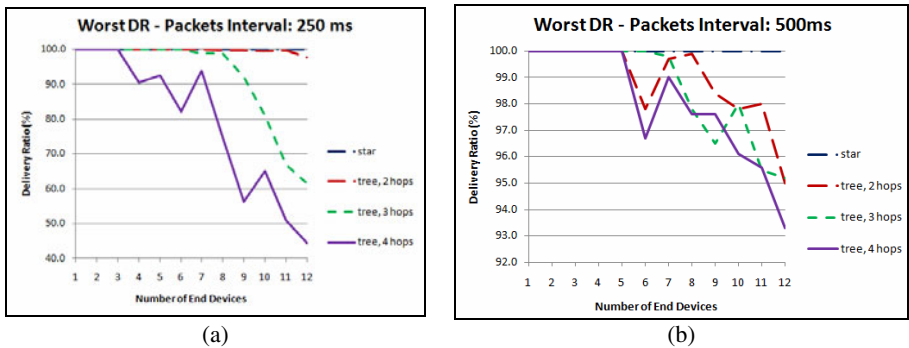 Worst DR - Packets Interval: 250 ms
100.0
90.0
80.0
70.0
60.0
50.0
40.0
Delivery Ratio(%)
1 2 3 4 5 6 7 8 9 10 11 12
Number of End Devices
star
tree, 2 hops
tree, 3 hops
tree, 4 hops
(a)
Worst DR - Packets Interval: 500ms
100.0
99.0
98.0
97.0
96.0
95.0
94.0
93.0
92.0
Delivery Ratio(%)
1 2 3 4 5 6 7 8 9 10 11 12
Number of End Devices
star
tree, 2 hops
tree, 3 hops
tree, 4 hops
(b)